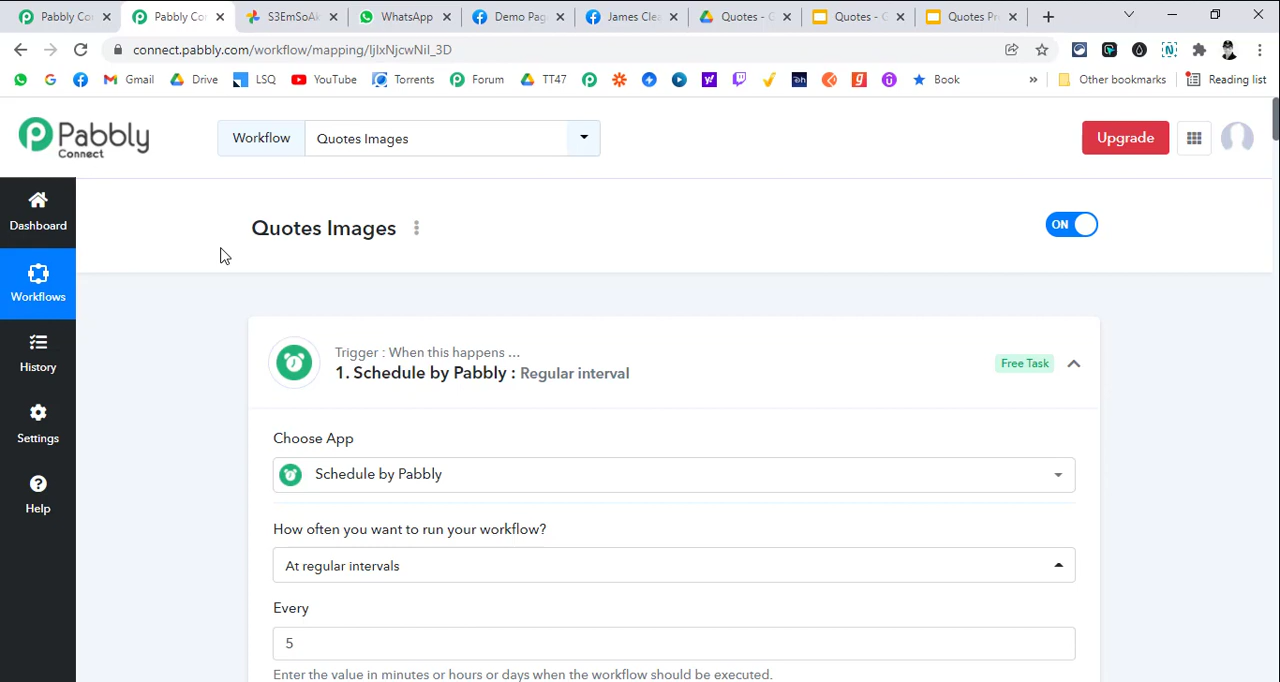 Pabbly Co
Pabbly Co
S3EmSoA
WhatsApp
Demo Pag
James Cle
Quotes - G
Quotes - G
Quotes Pr
connect.pabbly.com/workflow/mapping/IjIxNjcwNiI_3D
Gmail
Drive
LSQ
YouTube
Torrents
Forum
TT47
Book
»
Other bookmarks
Reading list
Pabbly
Connect
Workflow
Quotes Images
Upgrade
Dashboard
Workflows
History
Settings
Help
Quotes Images
ON
Trigger : When this happens ...
1. Schedule by Pabbly : Regular interval
Free Task
Choose App
Schedule by Pabbly
How often you want to run your workflow?
At regular intervals
Every
5
Enter the value in minutes or hours or days when the workflow should be executed.